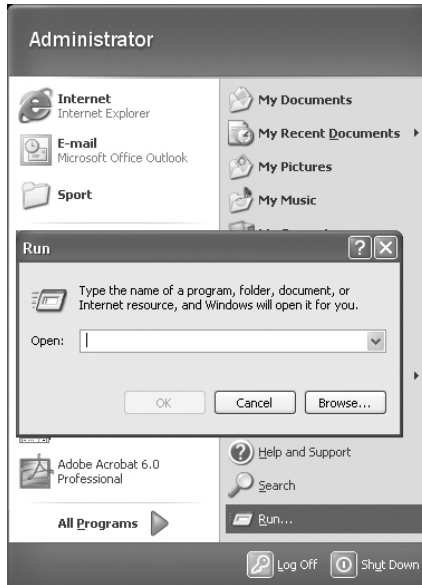 Administrator
Internet
Internet Explorer
E-mail
Microsoft Office Outlook
Sport
My Documents
My Recent Documents
My Pictures
My Music
Run
Type the name of a program, folder, document, or
Internet resource, and Windows will open it for you.
Open:
OK Cancel Browse...
Adobe Acrobat 6.0
Professional
All Programs
Help and Support
Search
Run...
Log Off Shut Down